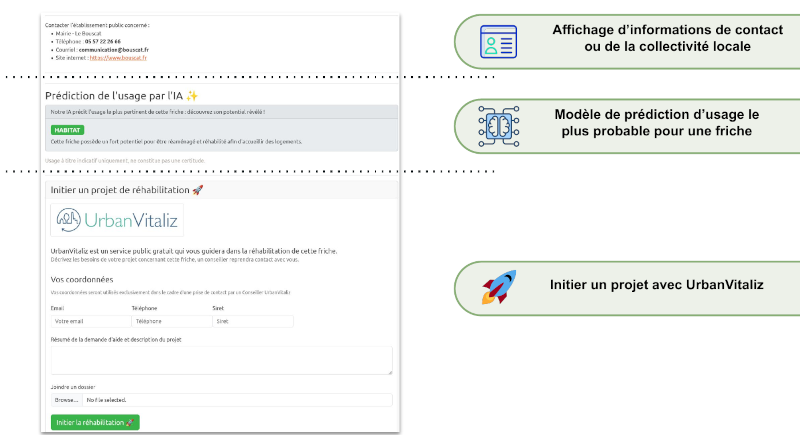 Contacter l'établissement public concerné :
• Mairie - Le Bouscat
• Téléphone : 05 57 22 26 66
• Courriel : communication@bouscat.fr
• Site internet : https://www.bouscat.fr
Affichage d'informations de contact
ou de la collectivité locale
Prédiction de l'usage par l'IA ✨
Notre IA prédit l'usage le plus pertinent de cette friche : découvrez son potentiel révélé !
HABITAT
Cette friche possède un fort potentiel pour être réaménagé et réhabilité afin d'accueillir des logements.
Usage à titre indicatif uniquement, ne constitue pas une certitude.
Modèle de prédiction d'usage le
plus probable pour une friche
Initier un projet de réhabilitation 🚀
UrbanVitaliz
UrbanVitaliz est un service public gratuit qui vous guidera dans la réhabilitation de cette friche.
Décrivez les besoins de votre projet concernant cette friche, un conseiller reprendra contact avec vous.
Vos coordonnées
Vos coordonnées seront utilisées exclusivement dans le cadre d'une prise de contact par un Conseiller UrbanVitaliz
Email Téléphone Siret
Votre email Téléphone Siret
Résumé de la demande d'aide et description du projet
Joindre un dossier
Browse... No file selected.
Initier la réhabilitation 🚀
Initier un projet avec UrbanVitaliz